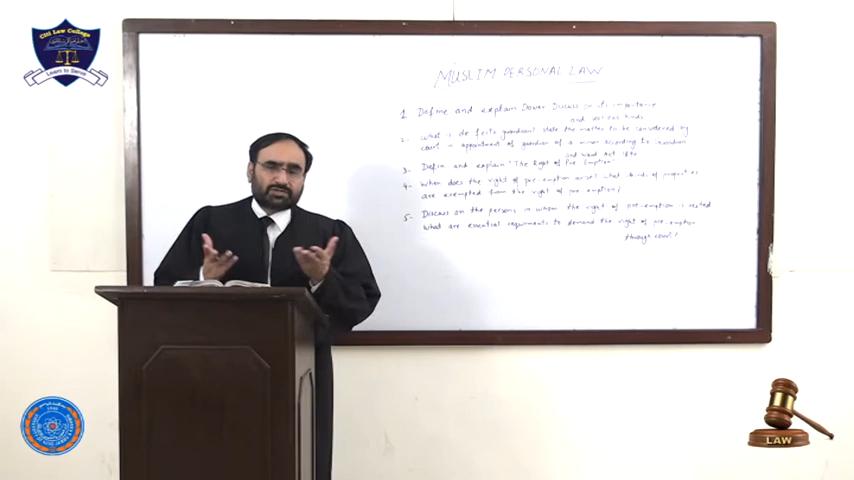 Citi Law College
Learn to Serve
MUSLIM PERSONAL LAW
1 Define and explain Dower Discuss on its importance
and various kinds
2- What is de facto guardian? State the matter to be considered by
court in appointment of guardian of a minor according to Guardian
and Ward Act 1890
3- Defin and explain "The Right of Pre Emption"
4- When does the right of pre-emption arise? What kinds of properties
are exempted from the right of pre emption?
5- Discuss on the persons in whom the right of pre-emption is vested
What are essential requirments to demand the right of pre-emption
through court?
LAW